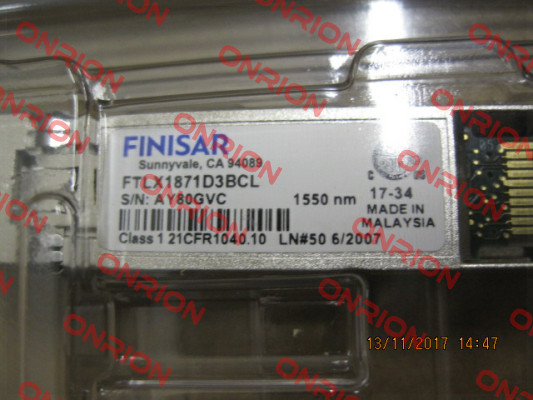 FINISAR
Sunnyvale, CA 94089
FTLX1871D3BCL
S/N: AY80GVC 1550 nm
17-34
MADE IN
MALAYSIA
Class 1 21CFR1040.10 LN#50 6/2007
13/11/2017 14:47
ONRION